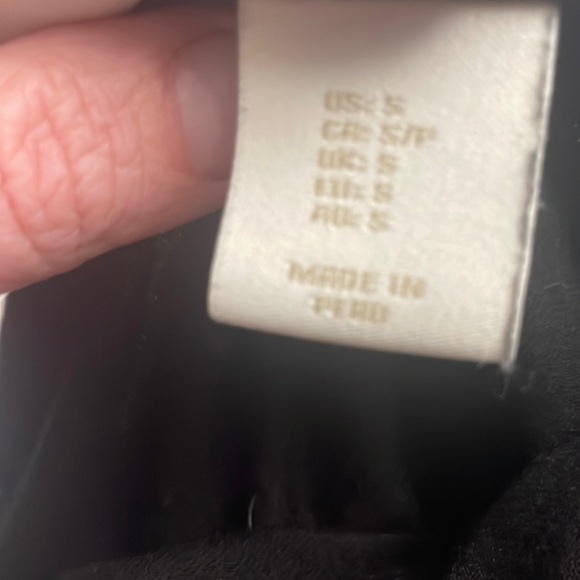 US: S
CA: S/P
UK: S
EU: S
AU: S
MADE IN
PERU